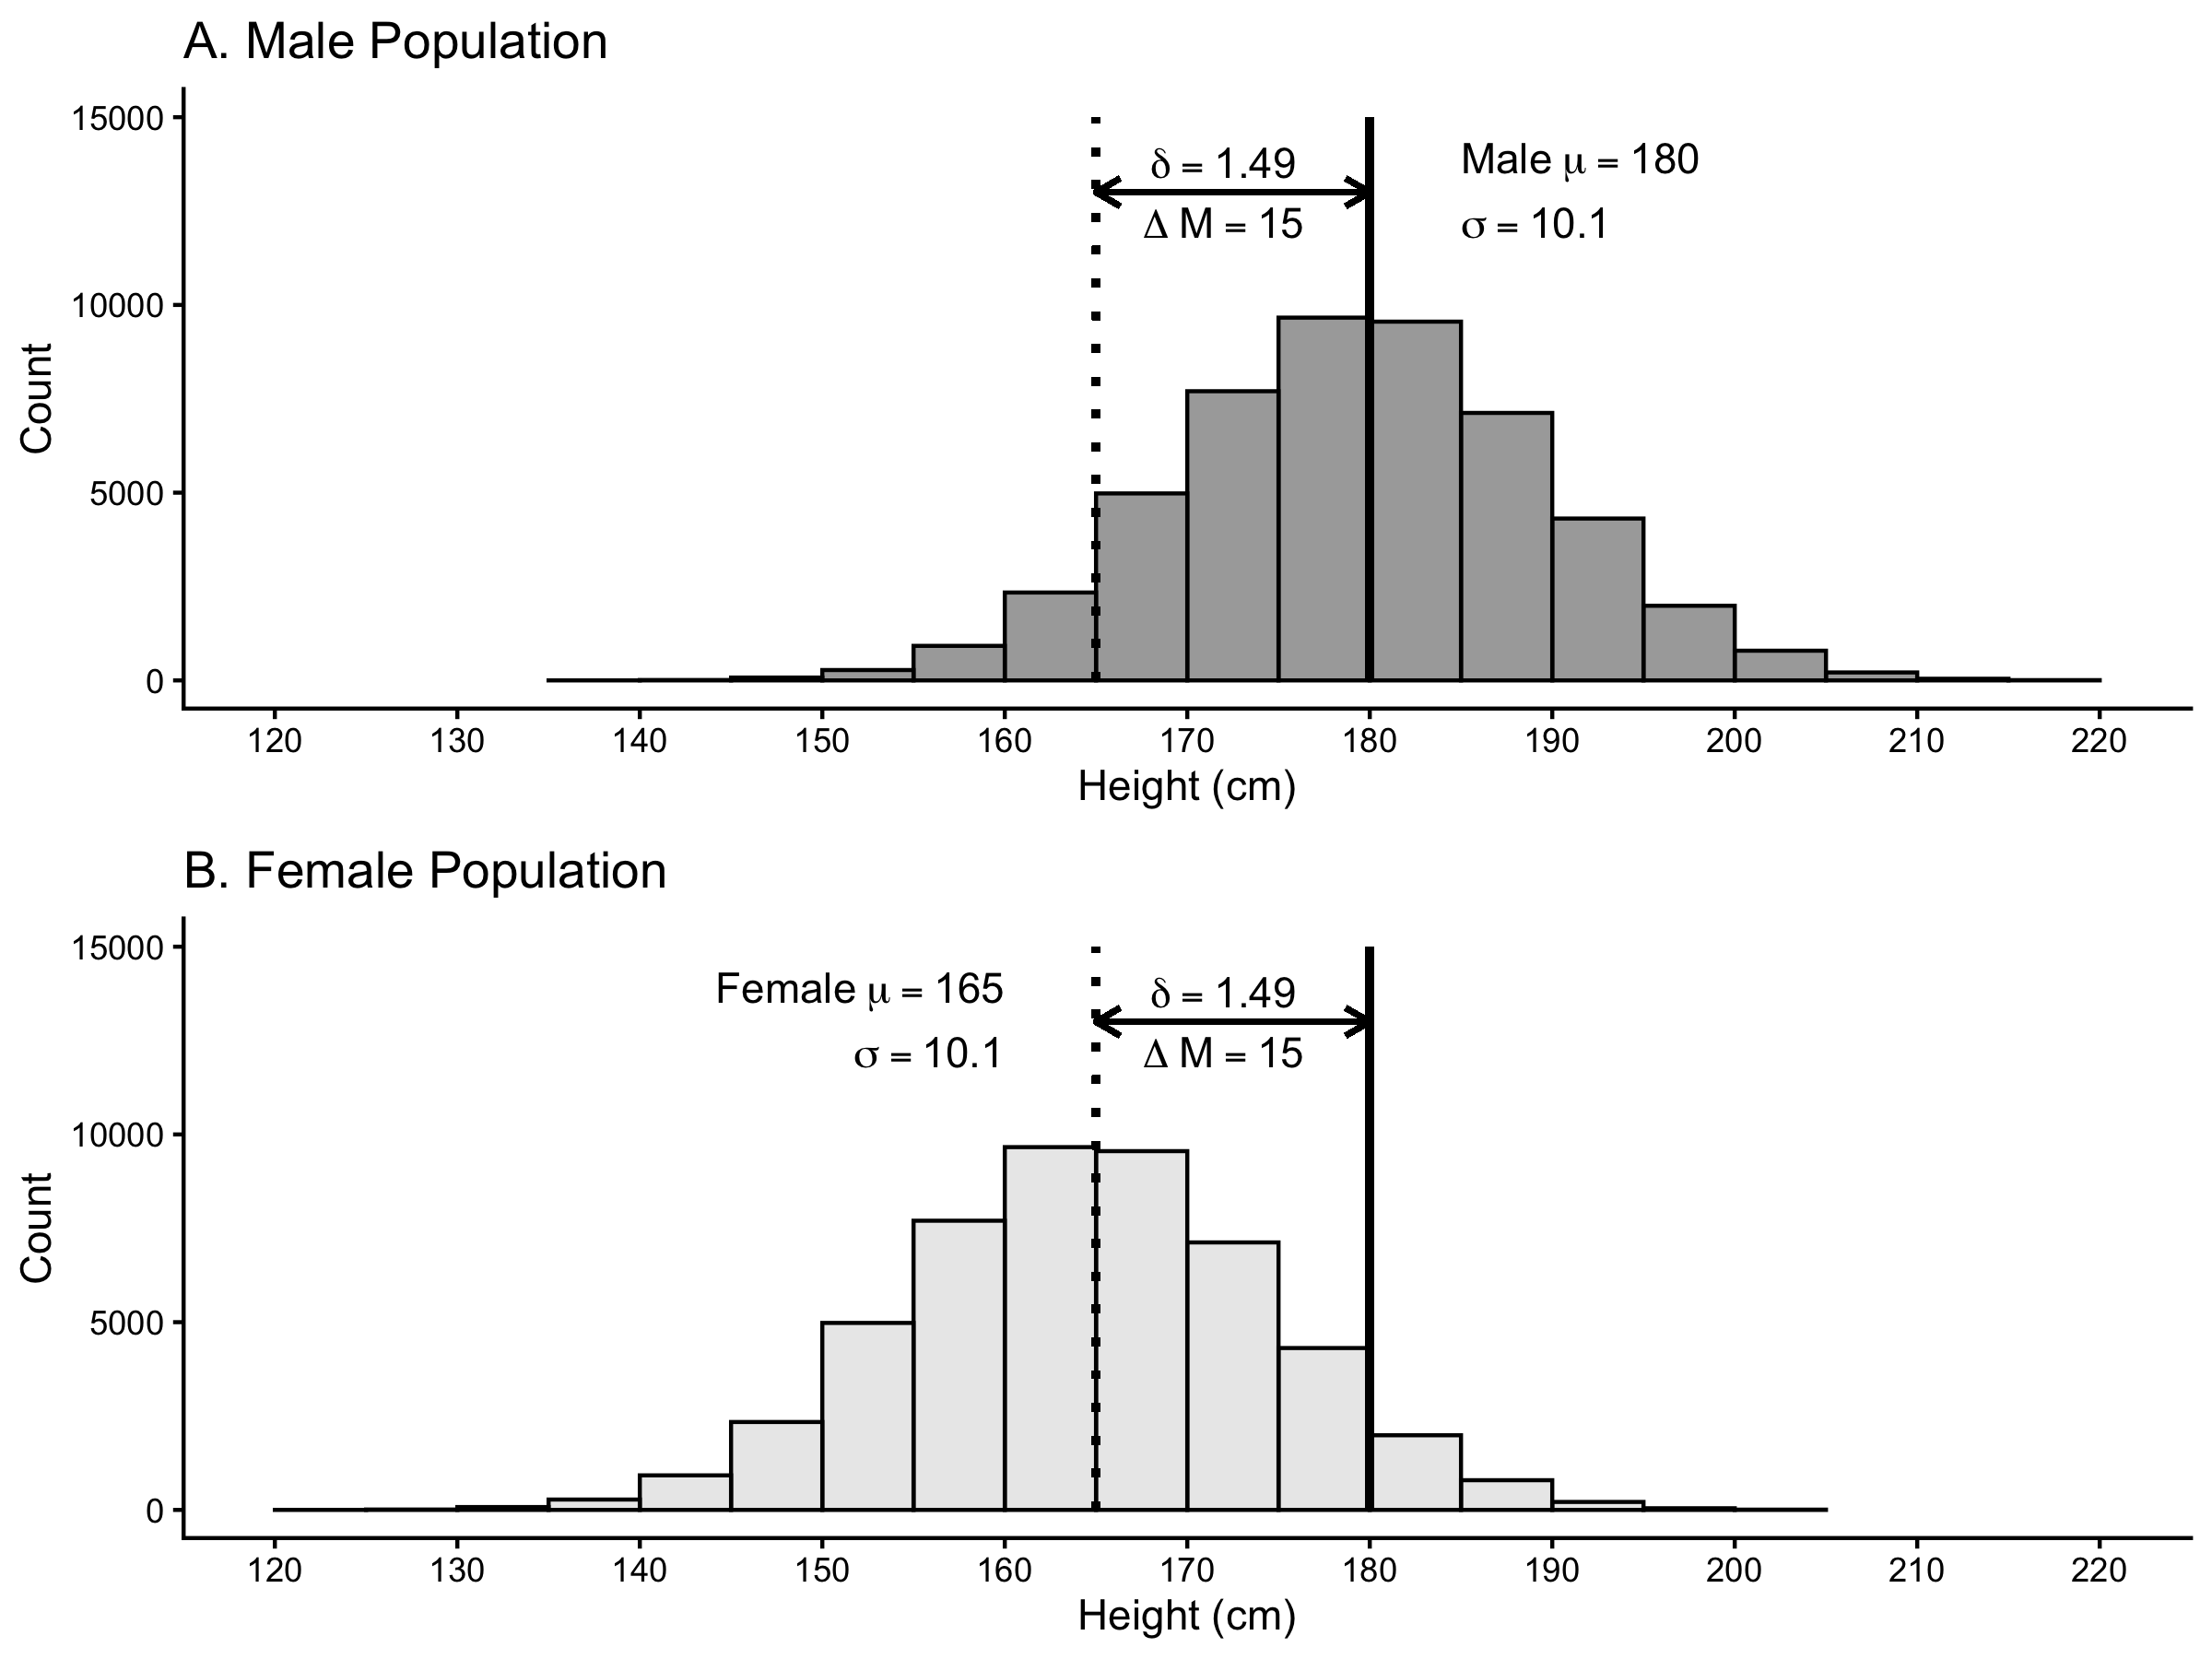 A. Male Population
15000
10000
5000
0
Count
δ = 1.49
Δ M = 15
Male μ = 180
σ = 10.1
120 130 140 150 160 170 180 190 200 210 220
Height (cm)
B. Female Population
15000
10000
5000
0
Count
Female μ = 165
σ = 10.1
δ = 1.49
Δ M = 15
120 130 140 150 160 170 180 190 200 210 220
Height (cm)